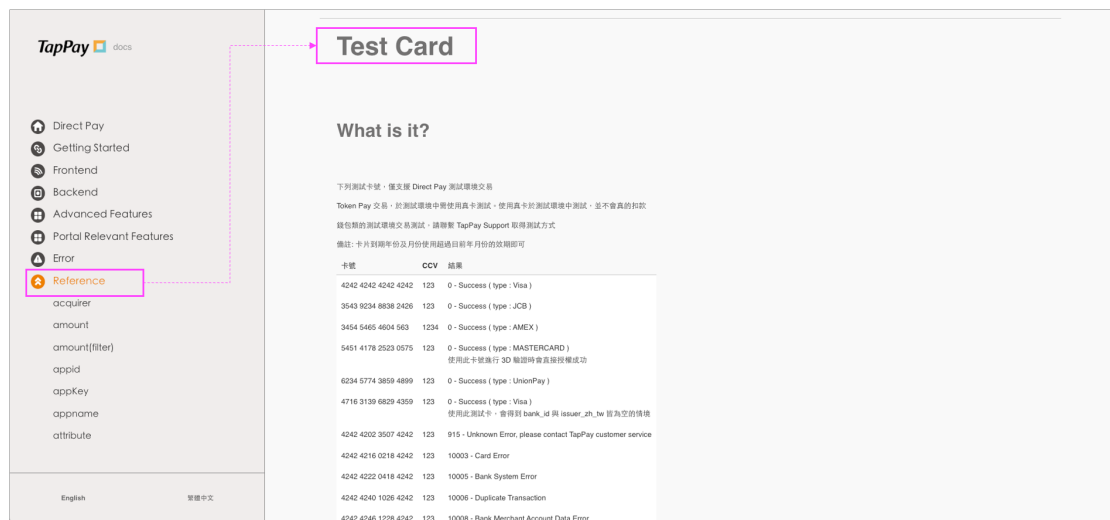 TapPay docs
Direct Pay
Getting Started
Frontend
Backend
Advanced Features
Portal Relevant Features
Error
Reference
acquirer
amount
amount(filter)
appid
appKey
appname
attribute
English 繁體中文
Test Card
What is it?
下列測試卡號，僅支援 Direct Pay 測試環境交易
Token Pay 交易，於測試環境中需使用真卡測試，使用真卡於測試環境中測試，並不會真的扣款
錢包類的測試環境交易測試，請聯繫 TapPay Support 取得測試方式
備註: 卡片到期年份及月份使用超過目前年月份的效期即可
卡號 CCV 結果
4242 4242 4242 4242 123 0 - Success ( type : Visa )
3543 9234 8838 2426 123 0 - Success ( type : JCB )
3454 5465 4604 563 1234 0 - Success ( type : AMEX )
5451 4178 2523 0575 123 0 - Success ( type : MASTERCARD )
使用此卡號進行 3D 驗證時會直接授權成功
6234 5774 3859 4899 123 0 - Success ( type : UnionPay )
4716 3139 6829 4359 123 0 - Success ( type : Visa )
使用此測試卡，會得到 bank_id 與 issuer_zh_tw 皆為空的情境
4242 4202 3507 4242 123 915 - Unknown Error, please contact TapPay customer service
4242 4216 0218 4242 123 10003 - Card Error
4242 4222 0418 4242 123 10005 - Bank System Error
4242 4240 1026 4242 123 10006 - Duplicate Transaction
4242 4246 1228 4242 123 10008 - Bank Merchant Account Data Error